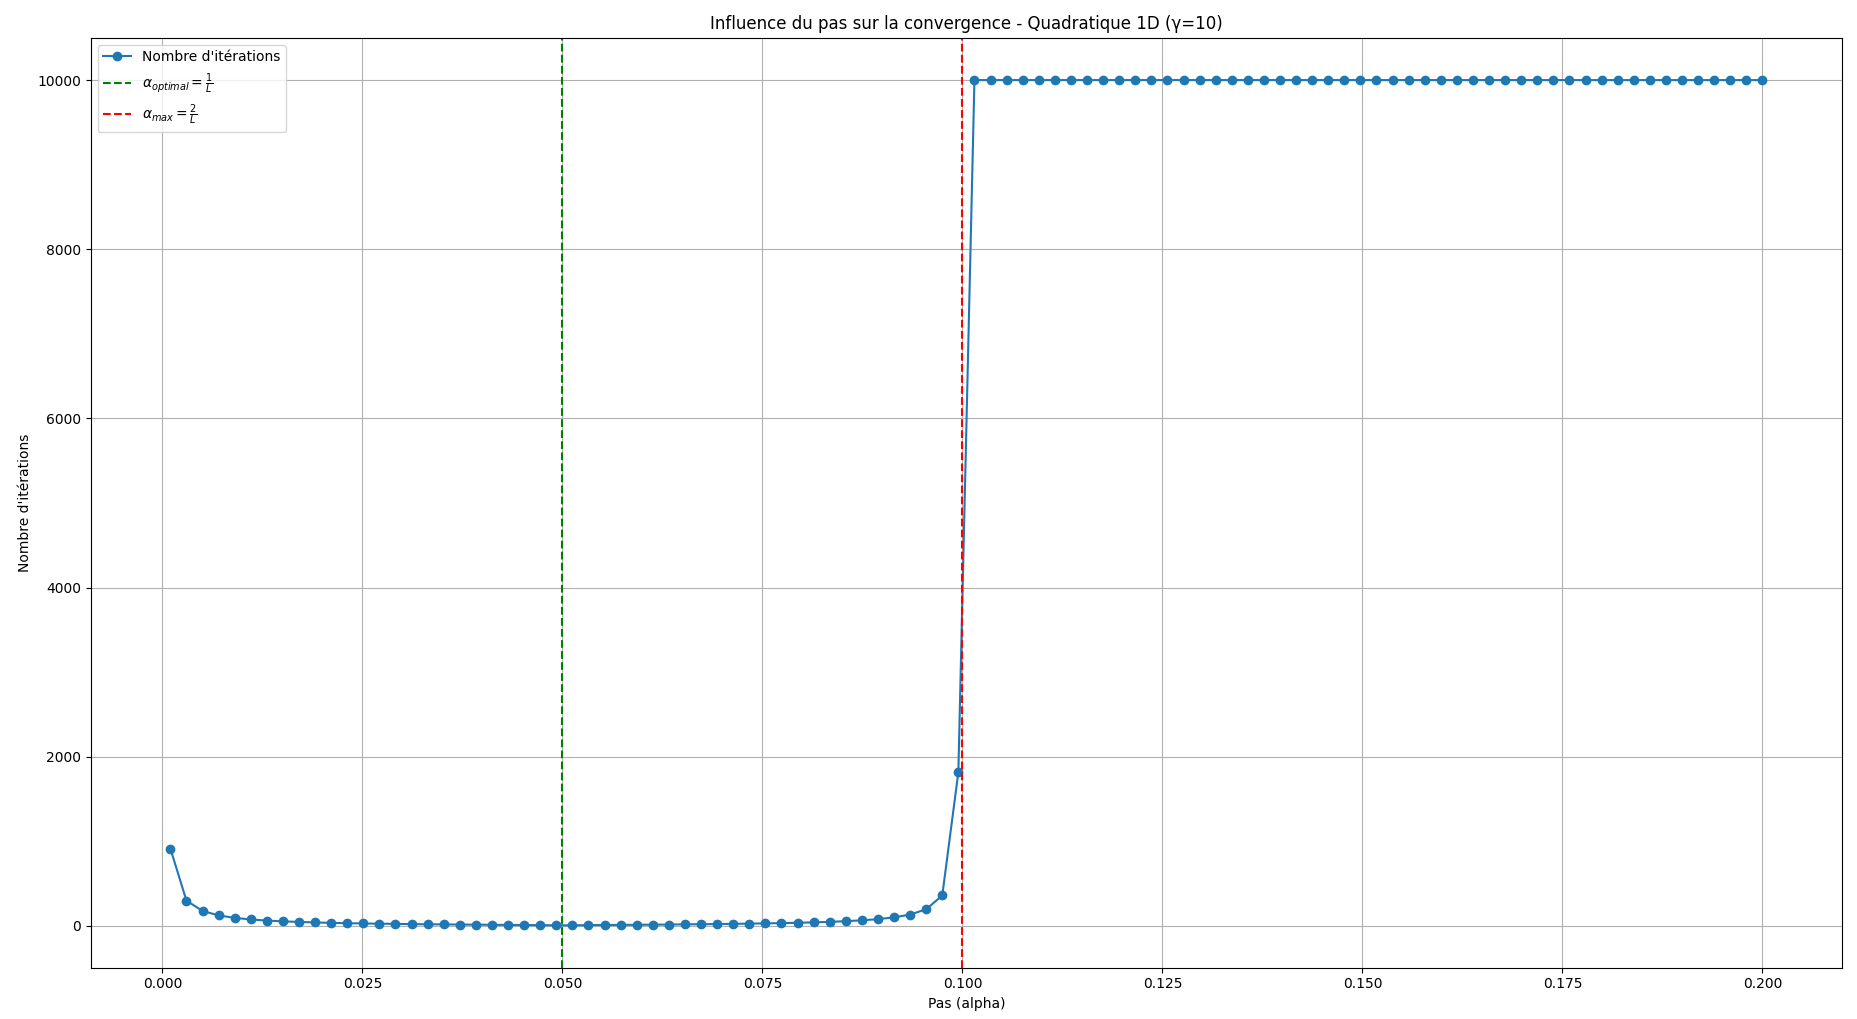 Influence du pas sur la convergence - Quadratique 1D (γ=10)
Nombre d'itérations
α_optimal = 1/L
α_max = 2/L
10000
8000
6000
4000
2000
0
Nombre d'itérations
0.000 0.025 0.050 0.075 0.100 0.125 0.150 0.175 0.200
Pas (alpha)